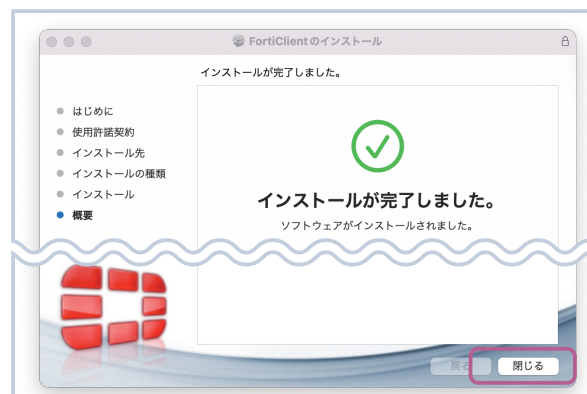 FortiClientのインストール
インストールが完了しました。
はじめに
使用許諾契約
インストール先
インストールの種類
インストール
概要
インストールが完了しました。
ソフトウェアがインストールされました。
戻る
閉じる